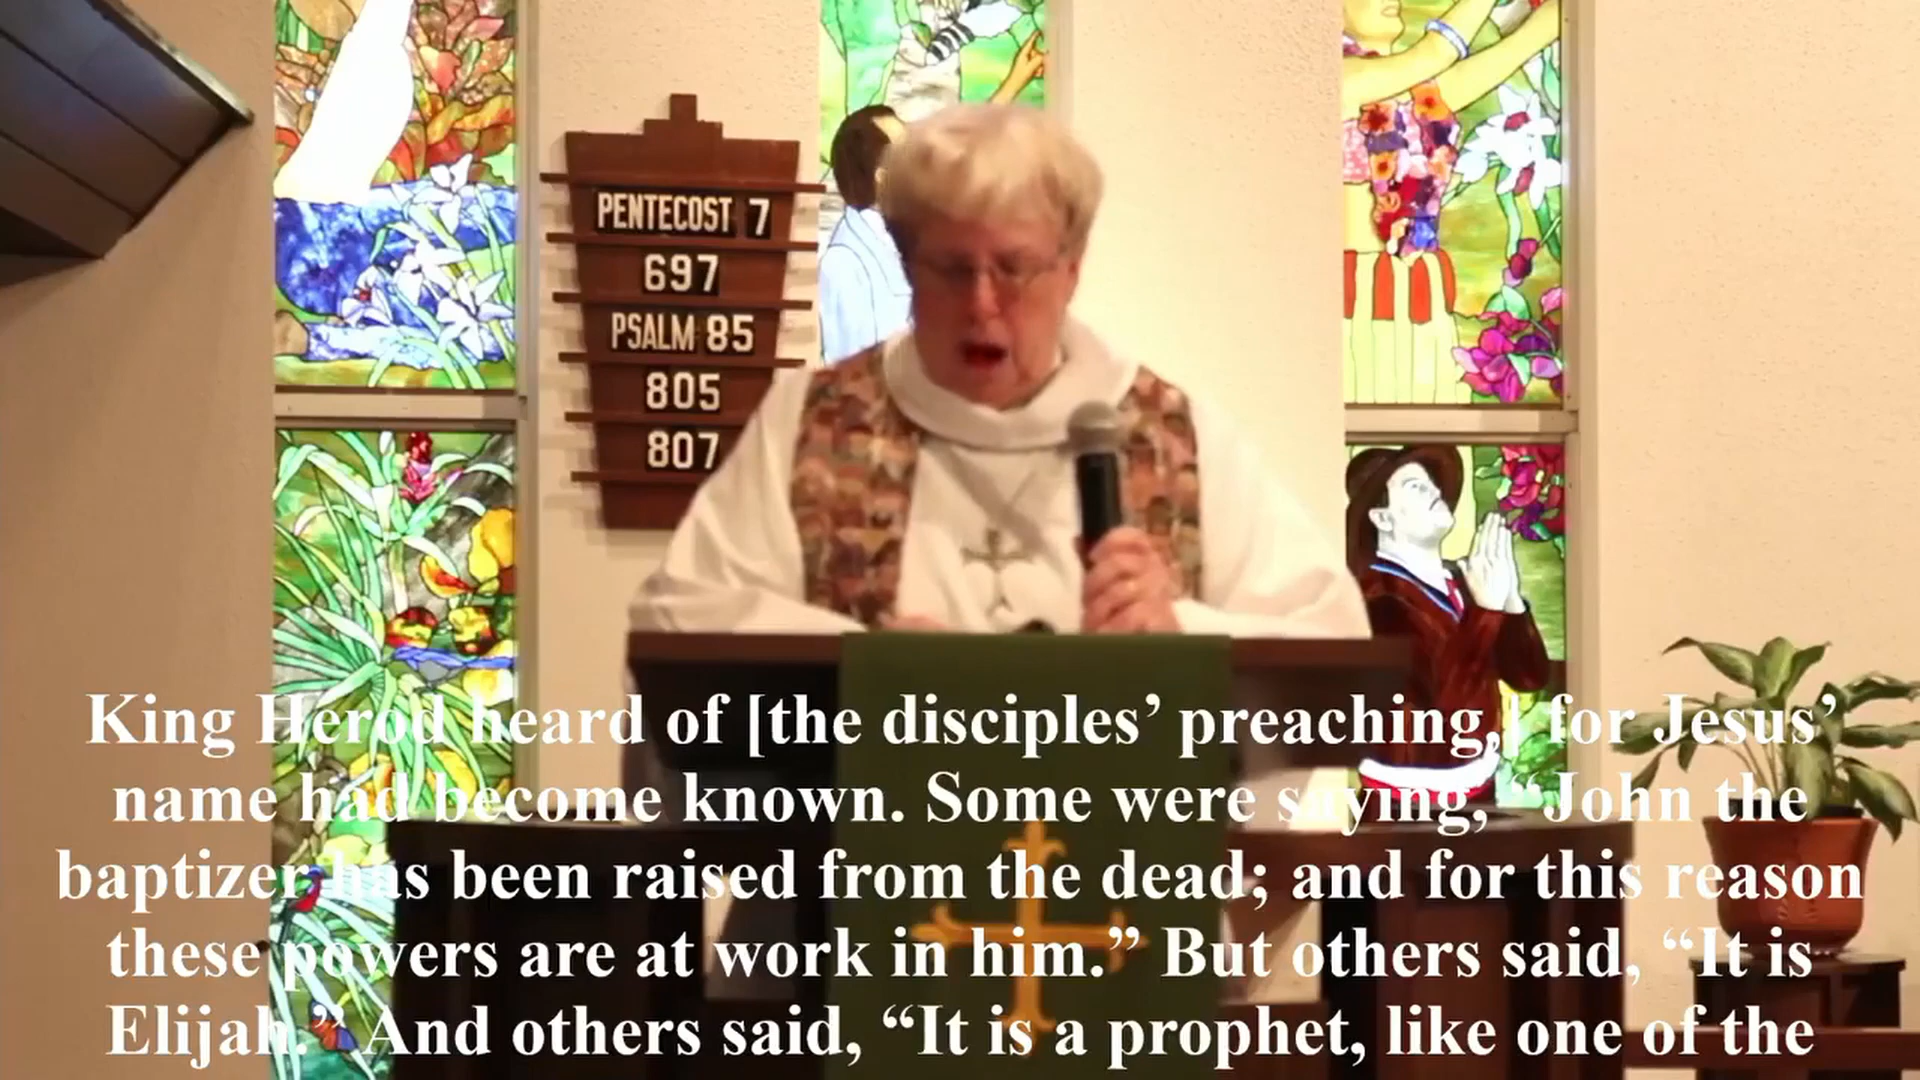 PENTECOST 7
697
PSALM 85
805
807
King Herod heard of [the disciples’ preaching,] for Jesus’
name had become known. Some were saying, “John the
baptizer has been raised from the dead; and for this reason
these powers are at work in him.” But others said, “It is
Elijah.” And others said, “It is a prophet, like one of the